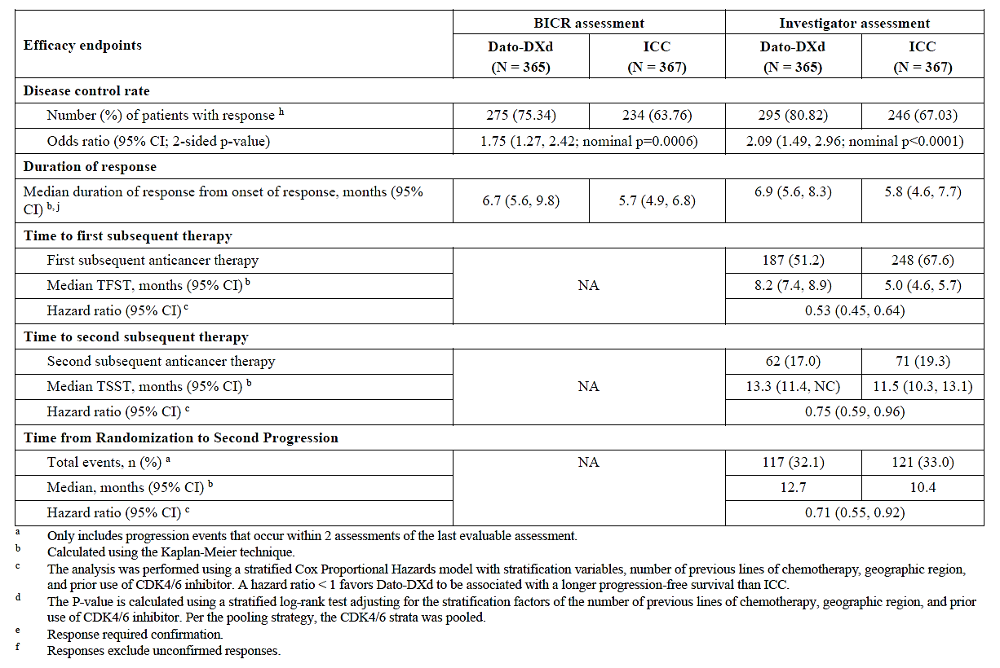 Efficacy endpoints
BICR assessment
Investigator assessment
Dato-DXd
(N = 365)
ICC
(N = 367)
Dato-DXd
(N = 365)
ICC
(N = 367)
Disease control rate
Number (%) of patients with response h
275 (75.34)
234 (63.76)
295 (80.82)
246 (67.03)
Odds ratio (95% CI; 2-sided p-value)
1.75 (1.27, 2.42; nominal p=0.0006)
2.09 (1.49, 2.96; nominal p<0.0001)
Duration of response
Median duration of response from onset of response, months (95%
CI) b, j
6.7 (5.6, 9.8)
5.7 (4.9, 6.8)
6.9 (5.6, 8.3)
5.8 (4.6, 7.7)
Time to first subsequent therapy
First subsequent anticancer therapy
NA
187 (51.2)
248 (67.6)
Median TFST, months (95% CI) b
8.2 (7.4, 8.9)
5.0 (4.6, 5.7)
Hazard ratio (95% CI) c
0.53 (0.45, 0.64)
Time to second subsequent therapy
Second subsequent anticancer therapy
NA
62 (17.0)
71 (19.3)
Median TSST, months (95% CI) b
13.3 (11.4, NC)
11.5 (10.3, 13.1)
Hazard ratio (95% CI) c
0.75 (0.59, 0.96)
Time from Randomization to Second Progression
Total events, n (%) a
NA
117 (32.1)
121 (33.0)
Median, months (95% CI) b
12.7
10.4
Hazard ratio (95% CI) c
0.71 (0.55, 0.92)
a Only includes progression events that occur within 2 assessments of the last evaluable assessment.
b Calculated using the Kaplan-Meier technique.
c The analysis was performed using a stratified Cox Proportional Hazards model with stratification variables, number of previous lines of chemotherapy, geographic region,
and prior use of CDK4/6 inhibitor. A hazard ratio < 1 favors Dato-DXd to be associated with a longer progression-free survival than ICC.
d The P-value is calculated using a stratified log-rank test adjusting for the stratification factors of the number of previous lines of chemotherapy, geographic region, and prior
use of CDK4/6 inhibitor. Per the pooling strategy, the CDK4/6 strata was pooled.
e Response required confirmation.
f Responses exclude unconfirmed responses.